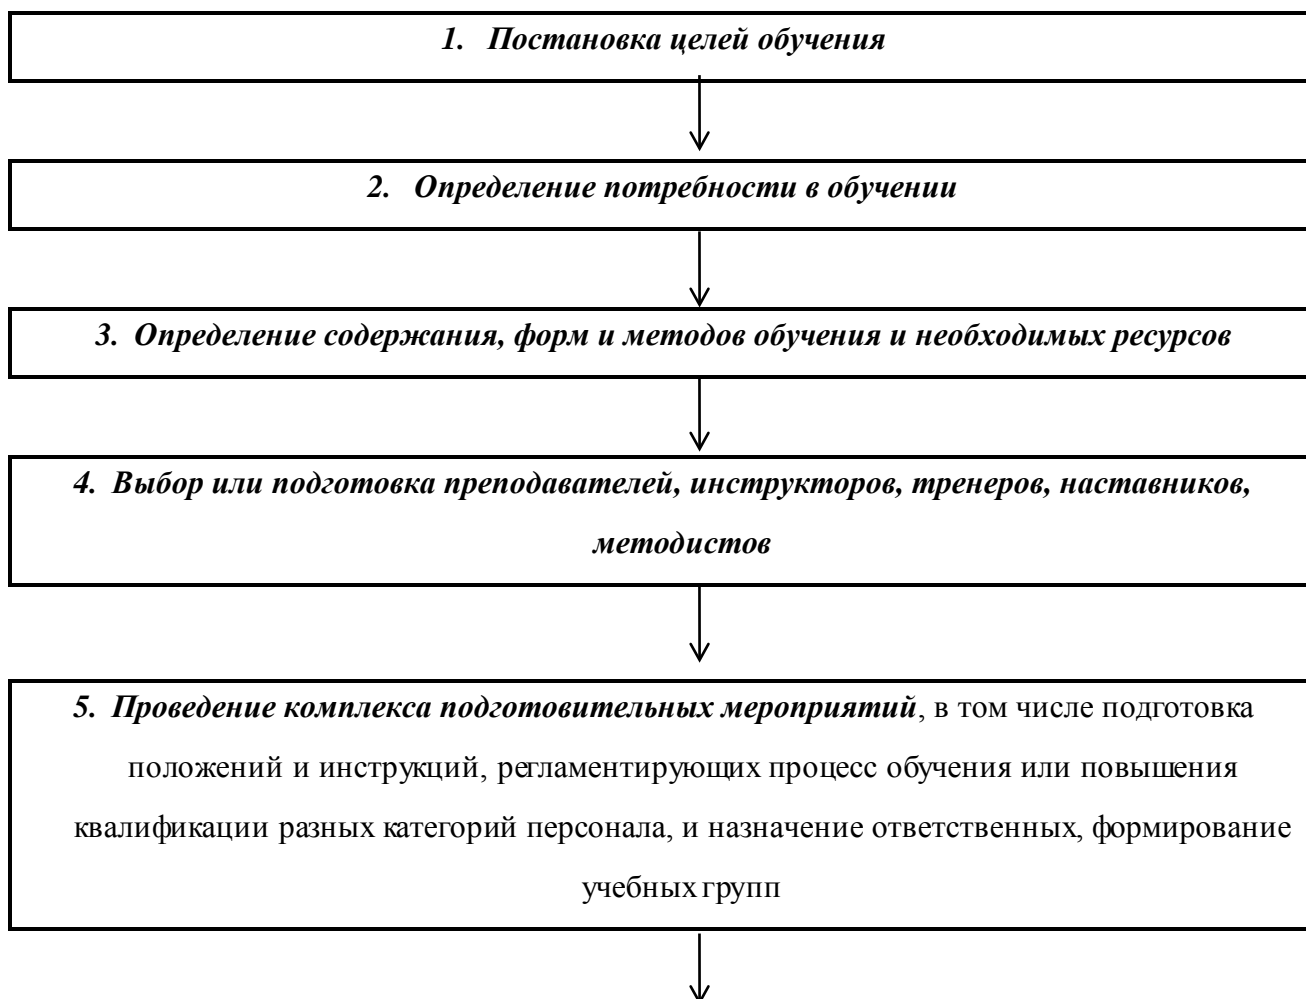 1. Постановка целей обучения
2. Определение потребности в обучении
3. Определение содержания, форм и методов обучения и необходимых ресурсов
4. Выбор или подготовка преподавателей, инструкторов, тренеров, наставников,
методистов
5. Проведение комплекса подготовительных мероприятий, в том числе подготовка
положений и инструкций, регламентирующих процесс обучения или повышения
квалификации разных категорий персонала, и назначение ответственных, формирование
учебных групп